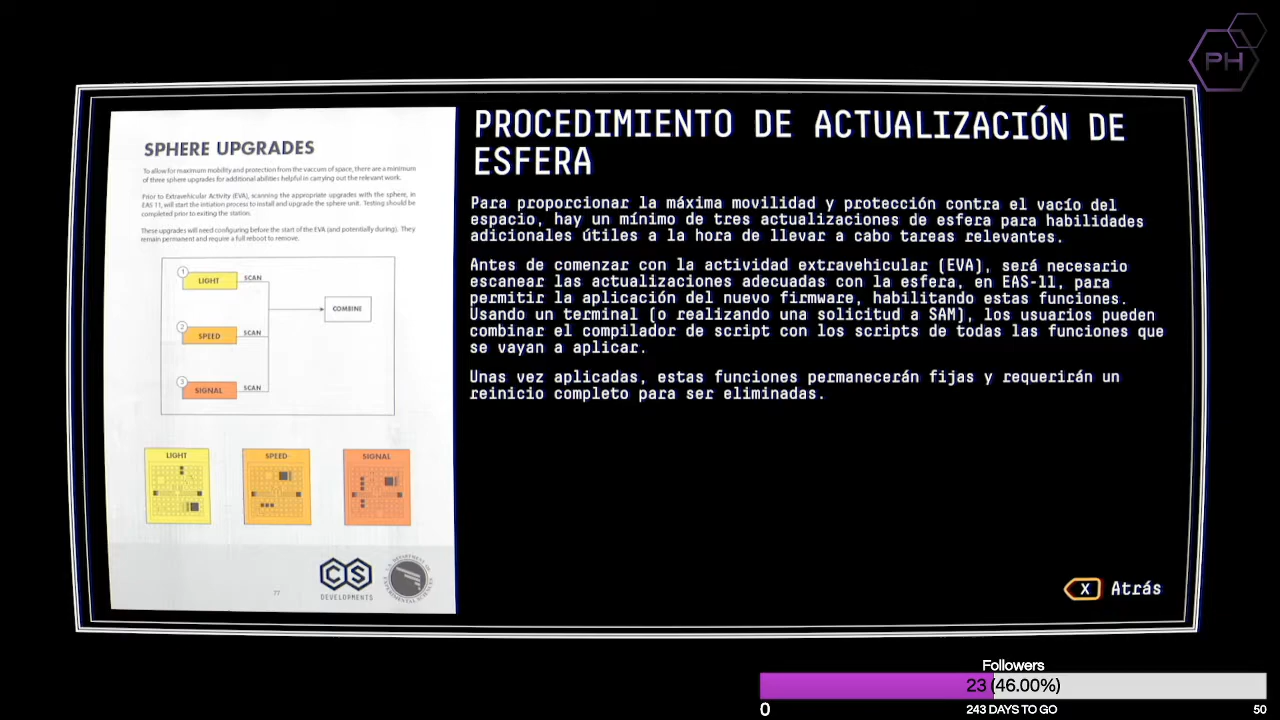 PH
SPHERE UPGRADES
To allow for maximum mobility and protection from the vaccum of space, there are a minimum
of three sphere upgrades for additional abilities helpful in carrying out the relevant work.
Prior to Extravehicular Activity (EVA), scanning the appropriate upgrades with the sphere, in
EAS 11, will start the initiation process to install and upgrade the sphere unit. Testing should be
completed prior to exiting the station.
These upgrades will need configuring before the start of the EVA (and potentially during). They
remain permanent and require a full reboot to remove.
1
LIGHT
SCAN
COMBINE
2
SPEED
SCAN
3
SIGNAL
SCAN
LIGHT SPEED SIGNAL
CS
DEVELOPMENTS
77
PROCEDIMIENTO DE ACTUALIZACIÓN DE
ESFERA
Para proporcionar la máxima movilidad y protección contra el vacío del
espacio, hay un mínimo de tres actualizaciones de esfera para habilidades
adicionales útiles a la hora de llevar a cabo tareas relevantes.
Antes de comenzar con la actividad extravehicular (EVA), será necesario
escanear las actualizaciones adecuadas con la esfera, en EAS-11, para
permitir la aplicación del nuevo firmware, habilitando estas funciones.
Usando un terminal (o realizando una solicitud a SAM), los usuarios pueden
combinar el compilador de script con los scripts de todas las funciones que
se vayan a aplicar.
Unas vez aplicadas, estas funciones permanecerán fijas y requerirán un
reinicio completo para ser eliminadas.
X Atrás
Followers
23 (46.00%)
0 243 DAYS TO GO 50